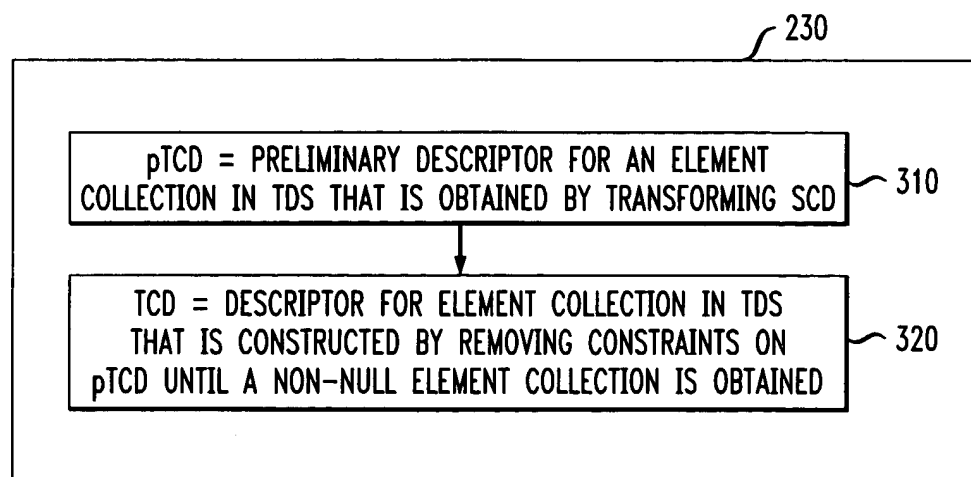 230
pTCD = PRELIMINARY DESCRIPTOR FOR AN ELEMENT
COLLECTION IN TDS THAT IS OBTAINED BY TRANSFORMING SCD
310
TCD = DESCRIPTOR FOR ELEMENT COLLECTION IN TDS
THAT IS CONSTRUCTED BY REMOVING CONSTRAINTS ON
pTCD UNTIL A NON-NULL ELEMENT COLLECTION IS OBTAINED
320